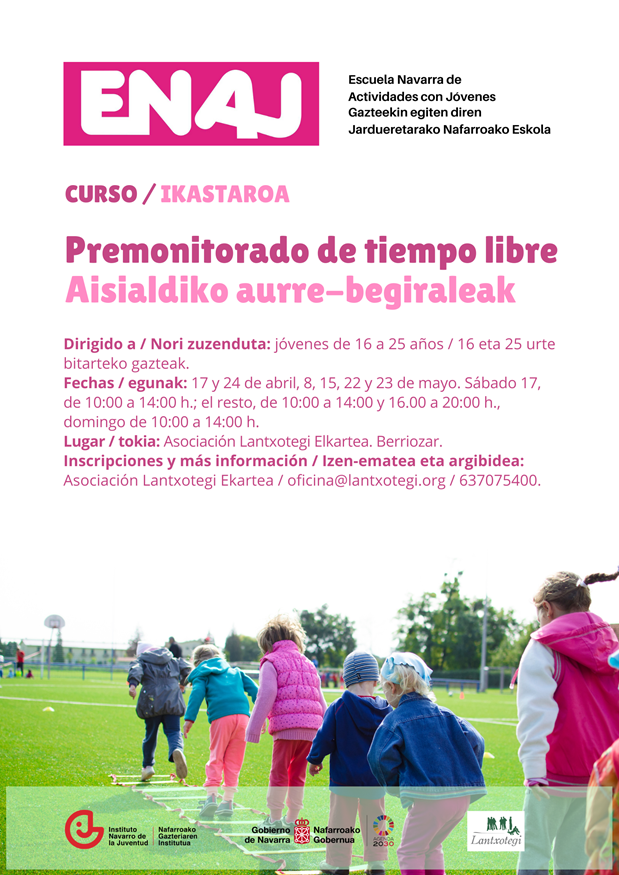 ENAJ
Escuela Navarra de
Actividades con Jóvenes
Gazteekin egiten diren
Jardueretarako Nafarroako Eskola
CURSO / IKASTAROA
Premonitorado de tiempo libre
Aisialdiko aurre-begiraleak
Dirigido a / Nori zuzenduta: jóvenes de 16 a 25 años / 16 eta 25 urte
bitarteko gazteak.
Fechas / egunak: 17 y 24 de abril, 8, 15, 22 y 23 de mayo. Sábado 17,
de 10:00 a 14:00 h.; el resto, de 10:00 a 14:00 y 16.00 a 20:00 h.,
domingo de 10:00 a 14:00 h.
Lugar / tokia: Asociación Lantxotegi Elkartea. Berriozar.
Inscripciones y más información / Izen-ematea eta argibidea:
Asociación Lantxotegi Ekartea / oficina@lantxotegi.org / 637075400.
Instituto
Navarro de
la Juventud
Nafarroako
Gazteriaren
Institutua
Gobierno
de Navarra
Nafarroako
Gobernua
AGENDA
2030
Lantxotegi